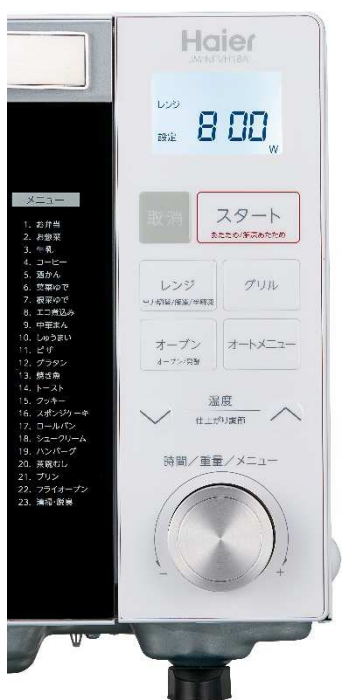 Haier
レンジ
設定 800 W
メニュー
1. お弁当
2. お惣菜
3. 牛乳
4. コーヒー
5. 酒かん
6. 葉菜ゆで
7. 根菜ゆで
8. エコ煮込み
9. 中華まん
10. しゅうまい
11. ピザ
12. グラタン
13. 焼き魚
14. トースト
15. クッキー
16. スポンジケーキ
17. ロールパン
18. シュークリーム
19. ハンバーグ
20. 茶碗むし
21. プリン
22. フライオーブン
23. 清掃・脱臭
取消
スタート
あたため/解凍あたため
レンジ
グリル
オーブン
オーブン/発酵
オートメニュー
温度
仕上がり調節
時間/重量/メニュー
- +